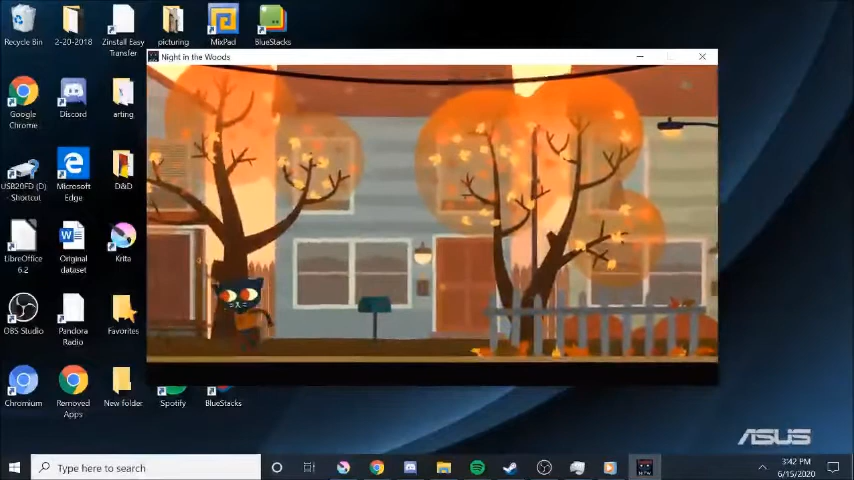 Recycle Bin
2-20-2018
Zinstall Easy
Transfer
picturing
MixPad
BlueStacks
Night in the Woods
Google
Chrome
Discord
arting
USB20FD (D)
- Shortcut
Microsoft
Edge
D&D
LibreOffice
6.2
Original
dataset
Krita
OBS Studio
Pandora
Radio
Favorites
Chromium
Removed
Apps
New folder
Spotify
BlueStacks
ASUS
Type here to search
3:42 PM
6/15/2020